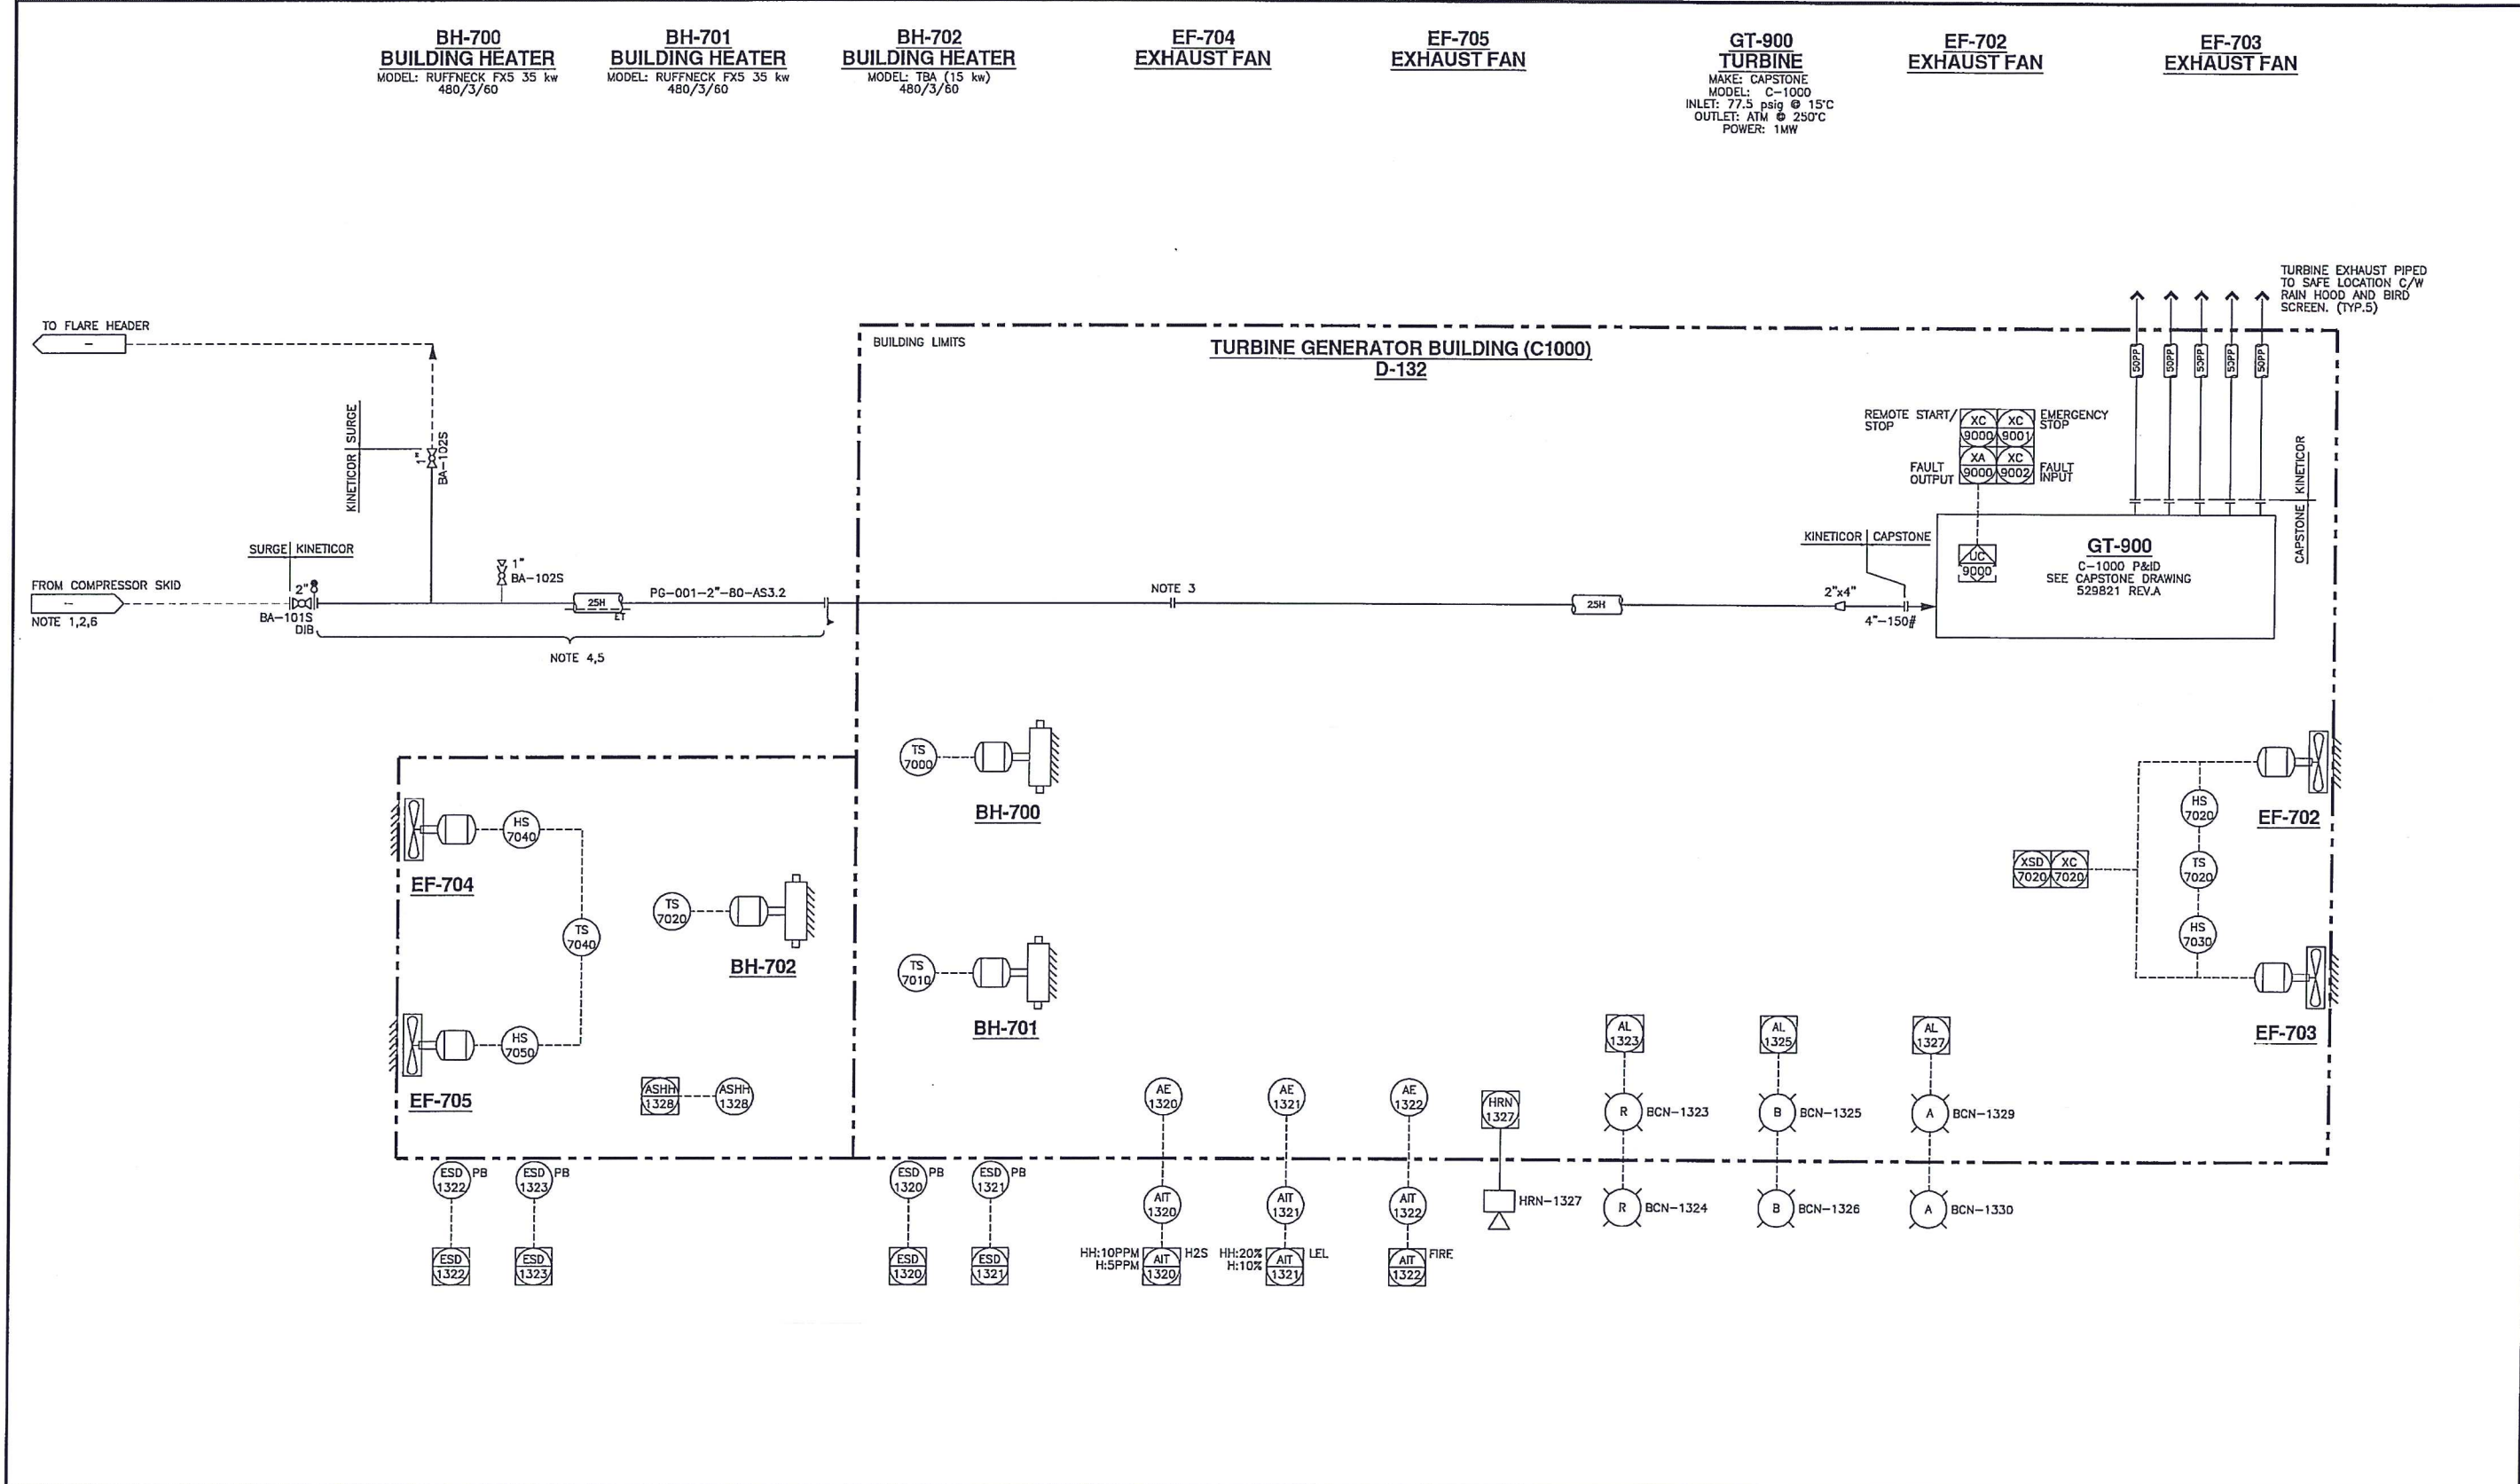 BH-700
BUILDING HEATER
MODEL: RUFFNECK FX5 35 kw
480/3/60
BH-701
BUILDING HEATER
MODEL: RUFFNECK FX5 35 kw
480/3/60
BH-702
BUILDING HEATER
MODEL: TBA (15 kw)
480/3/60
EF-704
EXHAUST FAN
EF-705
EXHAUST FAN
GT-900
TURBINE
MAKE: CAPSTONE
MODEL: C-1000
INLET: 77.5 psig @ 15°C
OUTLET: ATM @ 250°C
POWER: 1MW
EF-702
EXHAUST FAN
EF-703
EXHAUST FAN
TURBINE EXHAUST PIPED
TO SAFE LOCATION C/W
RAIN HOOD AND BIRD
SCREEN. (TYP.5)
TO FLARE HEADER
-
BUILDING LIMITS
TURBINE GENERATOR BUILDING (C1000)
D-132
50PP
50PP
50PP
50PP
50PP
KINETICOR
SURGE
1"
BA-102S
REMOTE START/
STOP
XC
9000
XC
9001
EMERGENCY
STOP
FAULT
OUTPUT
XA
9000
XC
9002
FAULT
INPUT
CAPSTONE
KINETICOR
SURGE
KINETICOR
FROM COMPRESSOR SKID
-
NOTE 1,2,6
2"
BA-101S
DIB
1"
BA-102S
25H
ET
PG-001-2"-80-AS3.2
NOTE 4,5
NOTE 3
25H
2"x4"
KINETICOR
CAPSTONE
4"-150#
UC
9000
GT-900
C-1000 P&ID
SEE CAPSTONE DRAWING
529821 REV.A
TS
7000
BH-700
HS
7040
EF-704
TS
7040
TS
7020
BH-702
TS
7010
BH-701
HS
7050
EF-705
ASHH
1328
ASHH
1328
HS
7020
EF-702
XSD
7020
XC
7020
TS
7020
HS
7030
EF-703
AE
1320
AE
1321
AE
1322
HRN
1327
AL
1323
AL
1325
AL
1327
R
BCN-1323
B
BCN-1325
A
BCN-1329
ESD
1322
PB
ESD
1323
PB
ESD
1320
PB
ESD
1321
PB
AIT
1320
AIT
1321
AIT
1322
HRN-1327
R
BCN-1324
B
BCN-1326
A
BCN-1330
ESD
1322
ESD
1323
ESD
1320
ESD
1321
HH:10PPM
H:5PPM
AIT
1320
H2S
HH:20%
H:10%
AIT
1321
LEL
AIT
1322
FIRE